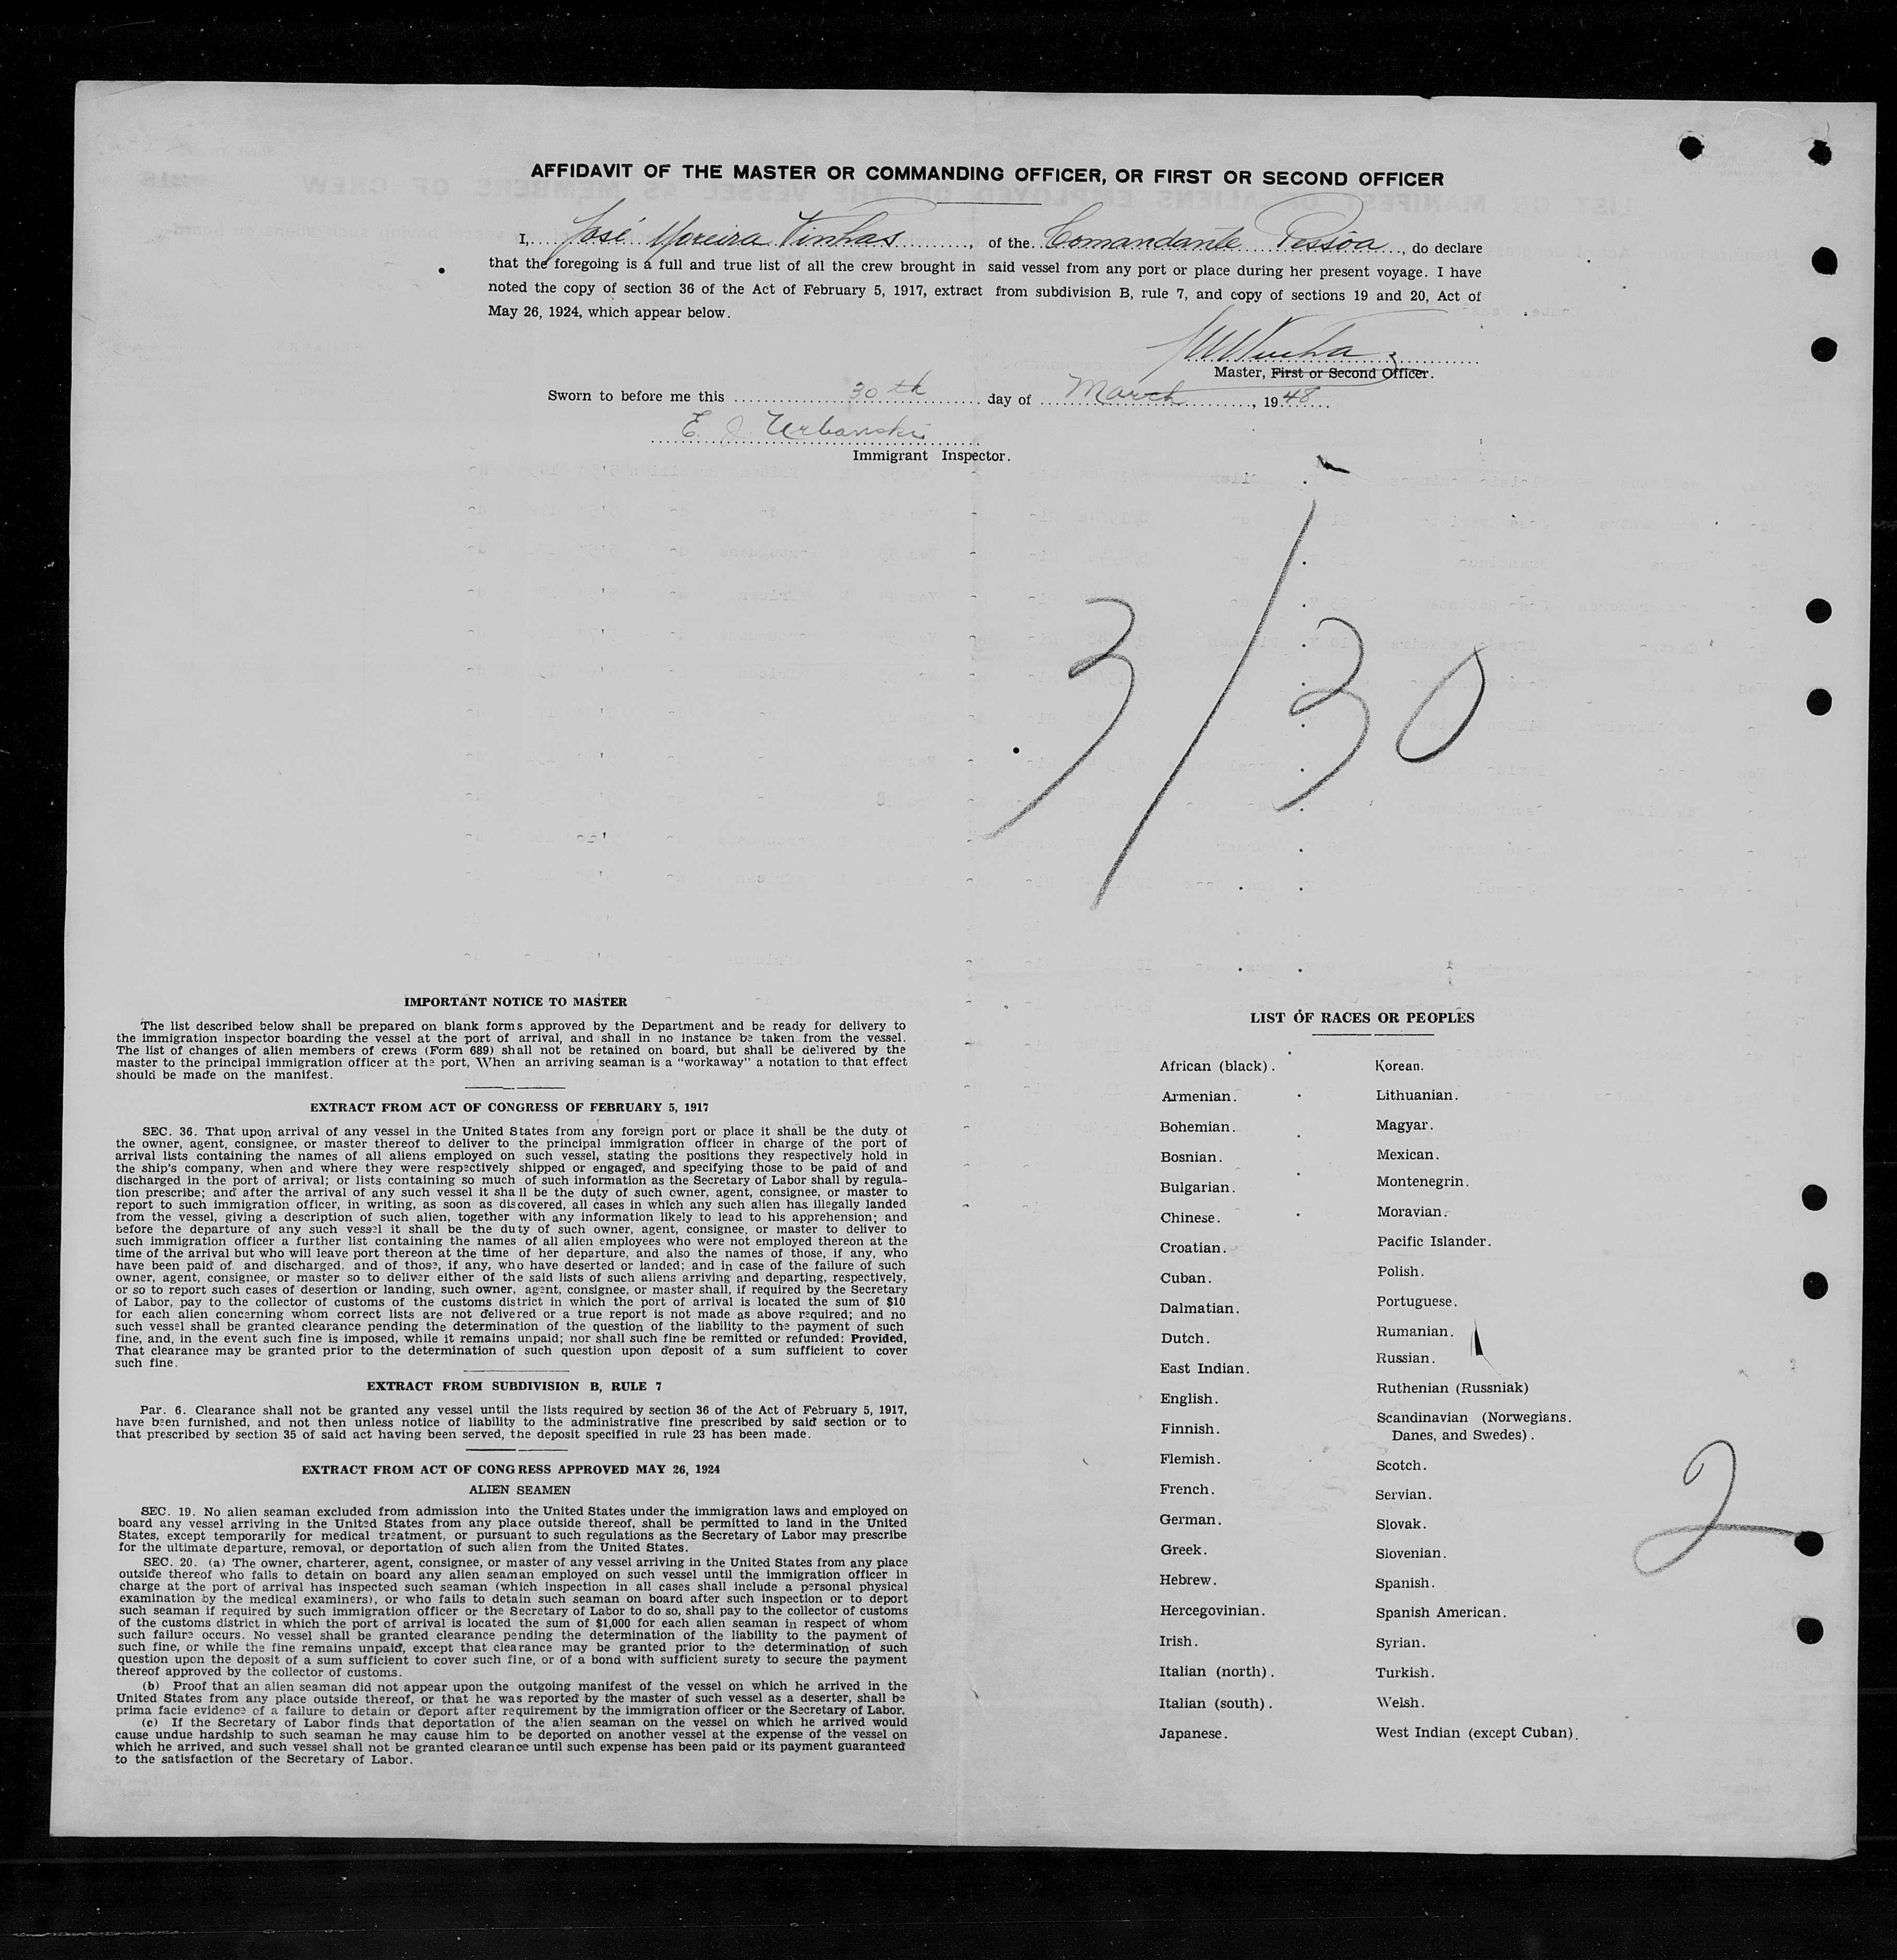 AFFIDAVIT OF THE MASTER OR COMMANDING OFFICER, OR FIRST OR SECOND OFFICER
I, José Moreira Vinhas, of the Comandante Pessôa, do declare
that the foregoing is a full and true list of all the crew brought in said vessel from any port or place during her present voyage. I have
noted the copy of section 36 of the Act of February 5, 1917, extract from subdivision B, rule 7, and copy of sections 19 and 20, Act of
May 26, 1924, which appear below.
Master, First or Second Officer.
Sworn to before me this 30th day of March, 1948
E. J. Urbanski
Immigrant Inspector.
3/30
IMPORTANT NOTICE TO MASTER
The list described below shall be prepared on blank forms approved by the Department and be ready for delivery to
the immigration inspector boarding the vessel at the port of arrival, and shall in no instance be taken from the vessel.
The list of changes of alien members of crews (Form 689) shall not be retained on board, but shall be delivered by the
master to the principal immigration officer at the port, When an arriving seaman is a "workaway" a notation to that effect
should be made on the manifest.
EXTRACT FROM ACT OF CONGRESS OF FEBRUARY 5, 1917
SEC. 36. That upon arrival of any vessel in the United States from any foreign port or place it shall be the duty of
the owner, agent, consignee, or master thereof to deliver to the principal immigration officer in charge of the port of
arrival lists containing the names of all aliens employed on such vessel, stating the positions they respectively hold in
the ship's company, when and where they were respectively shipped or engaged, and specifying those to be paid of and
discharged in the port of arrival; or lists containing so much of such information as the Secretary of Labor shall by regula-
tion prescribe; and after the arrival of any such vessel it shall be the duty of such owner, agent, consignee, or master to
report to such immigration officer, in writing, as soon as discovered, all cases in which any such alien has illegally landed
from the vessel, giving a description of such alien, together with any information likely to lead to his apprehension; and
before the departure of any such vessel it shall be the duty of such owner, agent, consignee, or master to deliver to
such immigration officer a further list containing the names of all alien employees who were not employed thereon at the
time of the arrival but who will leave port thereon at the time of her departure, and also the names of those, if any, who
have been paid of and discharged, and of those, if any, who have deserted or landed; and in case of the failure of such
owner, agent, consignee, or master so to deliver either of the said lists of such aliens arriving and departing, respectively,
or so to report such cases of desertion or landing, such owner, agent, consignee, or master shall, if required by the Secretary
of Labor, pay to the collector of customs of the customs district in which the port of arrival is located the sum of $10
for each alien concerning whom correct lists are not delivered or a true report is not made as above required; and no
such vessel shall be granted clearance pending the determination of the question of the liability to the payment of such
fine, and, in the event such fine is imposed, while it remains unpaid; nor shall such fine be remitted or refunded: Provided,
That clearance may be granted prior to the determination of such question upon deposit of a sum sufficient to cover
such fine.
EXTRACT FROM SUBDIVISION B, RULE 7
Par. 6. Clearance shall not be granted any vessel until the lists required by section 36 of the Act of February 5, 1917,
have been furnished, and not then unless notice of liability to the administrative fine prescribed by said section or to
that prescribed by section 35 of said act having been served, the deposit specified in rule 23 has been made.
EXTRACT FROM ACT OF CONGRESS APPROVED MAY 26, 1924
ALIEN SEAMEN
SEC. 19. No alien seaman excluded from admission into the United States under the immigration laws and employed on
board any vessel arriving in the United States from any place outside thereof, shall be permitted to land in the United
States, except temporarily for medical treatment, or pursuant to such regulations as the Secretary of Labor may prescribe
for the ultimate departure, removal, or deportation of such alien from the United States.
SEC. 20. (a) The owner, charterer, agent, consignee, or master of any vessel arriving in the United States from any place
outside thereof who fails to detain on board any alien seaman employed on such vessel until the immigration officer in
charge at the port of arrival has inspected such seaman (which inspection in all cases shall include a personal physical
examination by the medical examiners), or who fails to detain such seaman on board after such inspection or to deport
such seaman if required by such immigration officer or the Secretary of Labor to do so, shall pay to the collector of customs
of the customs district in which the port of arrival is located the sum of $1,000 for each alien seaman in respect of whom
such failure occurs. No vessel shall be granted clearance pending the determination of the liability to the payment of
such fine, or while the fine remains unpaid, except that clearance may be granted prior to the determination of such
question upon the deposit of a sum sufficient to cover such fine, or of a bond with sufficient surety to secure the payment
thereof approved by the collector of customs.
(b) Proof that an alien seaman did not appear upon the outgoing manifest of the vessel on which he arrived in the
United States from any place outside thereof, or that he was reported by the master of such vessel as a deserter, shall be
prima facie evidence of a failure to detain or deport after requirement by the immigration officer or the Secretary of Labor.
(c) If the Secretary of Labor finds that deportation of the alien seaman on the vessel on which he arrived would
cause undue hardship to such seaman he may cause him to be deported on another vessel at the expense of the vessel on
which he arrived, and such vessel shall not be granted clearance until such expense has been paid or its payment guaranteed
to the satisfaction of the Secretary of Labor.
LIST OF RACES OR PEOPLES
African (black).
Armenian.
Bohemian.
Bosnian.
Bulgarian.
Chinese.
Croatian.
Cuban.
Dalmatian.
Dutch.
East Indian.
English.
Finnish.
Flemish.
French.
German.
Greek.
Hebrew.
Hercegovinian.
Irish.
Italian (north).
Italian (south).
Japanese.
Korean.
Lithuanian.
Magyar.
Mexican.
Montenegrin.
Moravian.
Pacific Islander.
Polish.
Portuguese.
Rumanian.
Russian.
Ruthenian (Russniak)
Scandinavian (Norwegians.
Danes, and Swedes).
Scotch.
Servian.
Slovak.
Slovenian.
Spanish.
Spanish American.
Syrian.
Turkish.
Welsh.
West Indian (except Cuban).
2